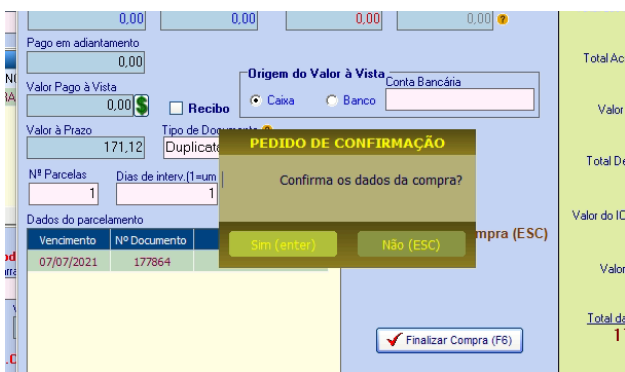 0,00 0,00 0,00 0,00
Pago em adiantamento
0,00
Total Ac
Valor Pago à Vista
Origem do Valor à Vista
Conta Bancária
0,00 $ Recibo Caixa Banco
Valor
Valor à Prazo Tipo de Docume
171,12 Duplicat
PEDIDO DE CONFIRMAÇÃO
Total De
Nº Parcelas Dias de interv.(1=um
Confirma os dados da compra?
1 1
Dados do parcelamento
Valor do IC
Vencimento Nº Documento
Sim (enter) Não (ESC)
mpra (ESC)
07/07/2021 177864
Valor
Total da
Finalizar Compra (F6)
1